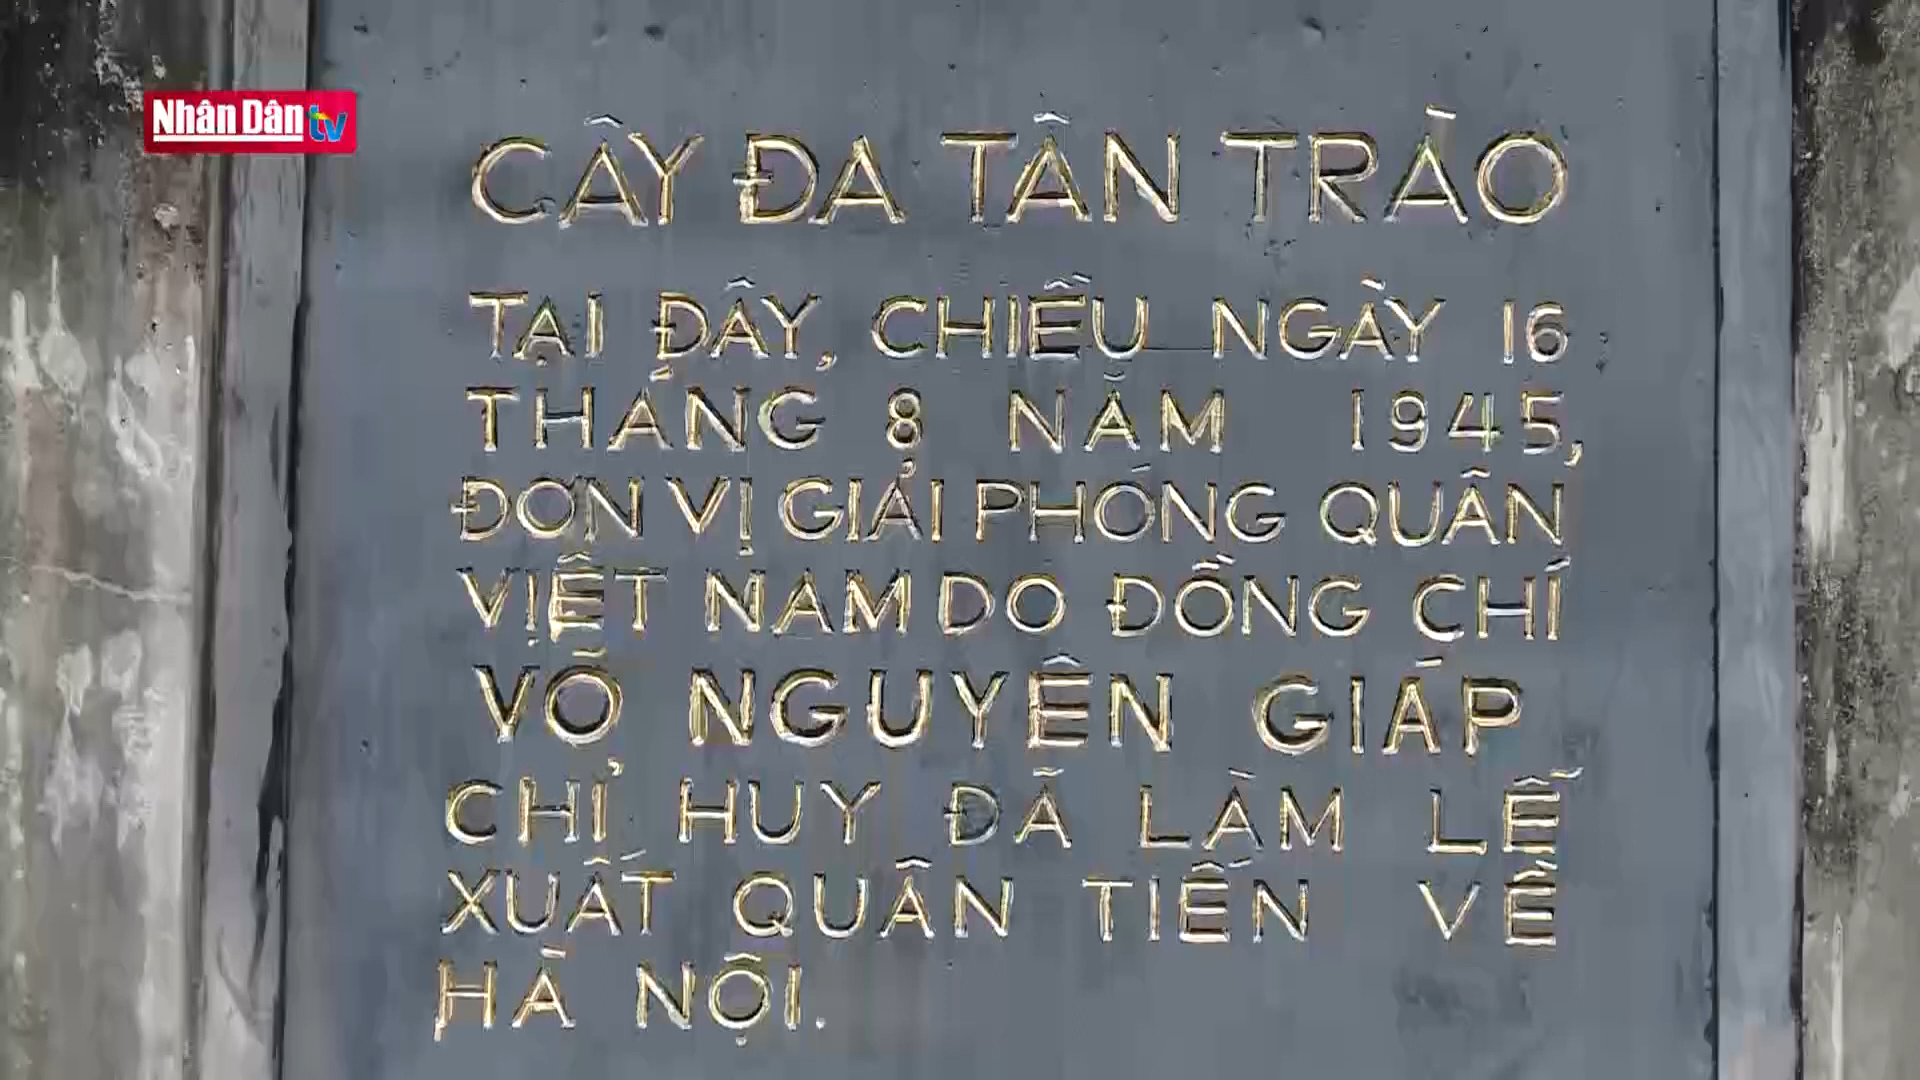 Nhân Dân tv
CÂY ĐA TÂN TRÀO
TẠI ĐÂY, CHIỀU NGÀY 16
THÁNG 8 NĂM 1945,
ĐƠN VỊ GIẢI PHÓNG QUÂN
VIỆT NAM DO ĐỒNG CHÍ
VÕ NGUYÊN GIÁP
CHỈ HUY ĐÃ LÀM LỄ
XUẤT QUÂN TIẾN VỀ
HÀ NỘI.